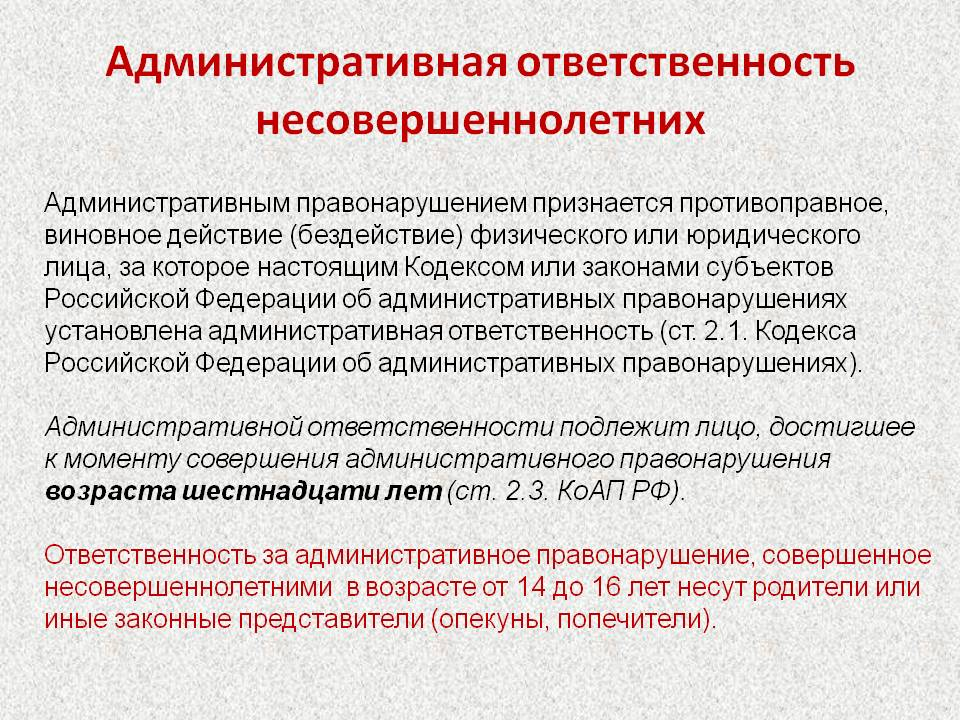 Административная ответственность
несовершеннолетних
Административным правонарушением признается противоправное,
виновное действие (бездействие) физического или юридического
лица, за которое настоящим Кодексом или законами субъектов
Российской Федерации об административных правонарушениях
установлена административная ответственность (ст. 2.1. Кодекса
Российской Федерации об административных правонарушениях).
Административной ответственности подлежит лицо, достигшее
к моменту совершения административного правонарушения
возраста шестнадцати лет (ст. 2.3. КоАП РФ).
Ответственность за административное правонарушение, совершенное
несовершеннолетними в возрасте от 14 до 16 лет несут родители или
иные законные представители (опекуны, попечители).